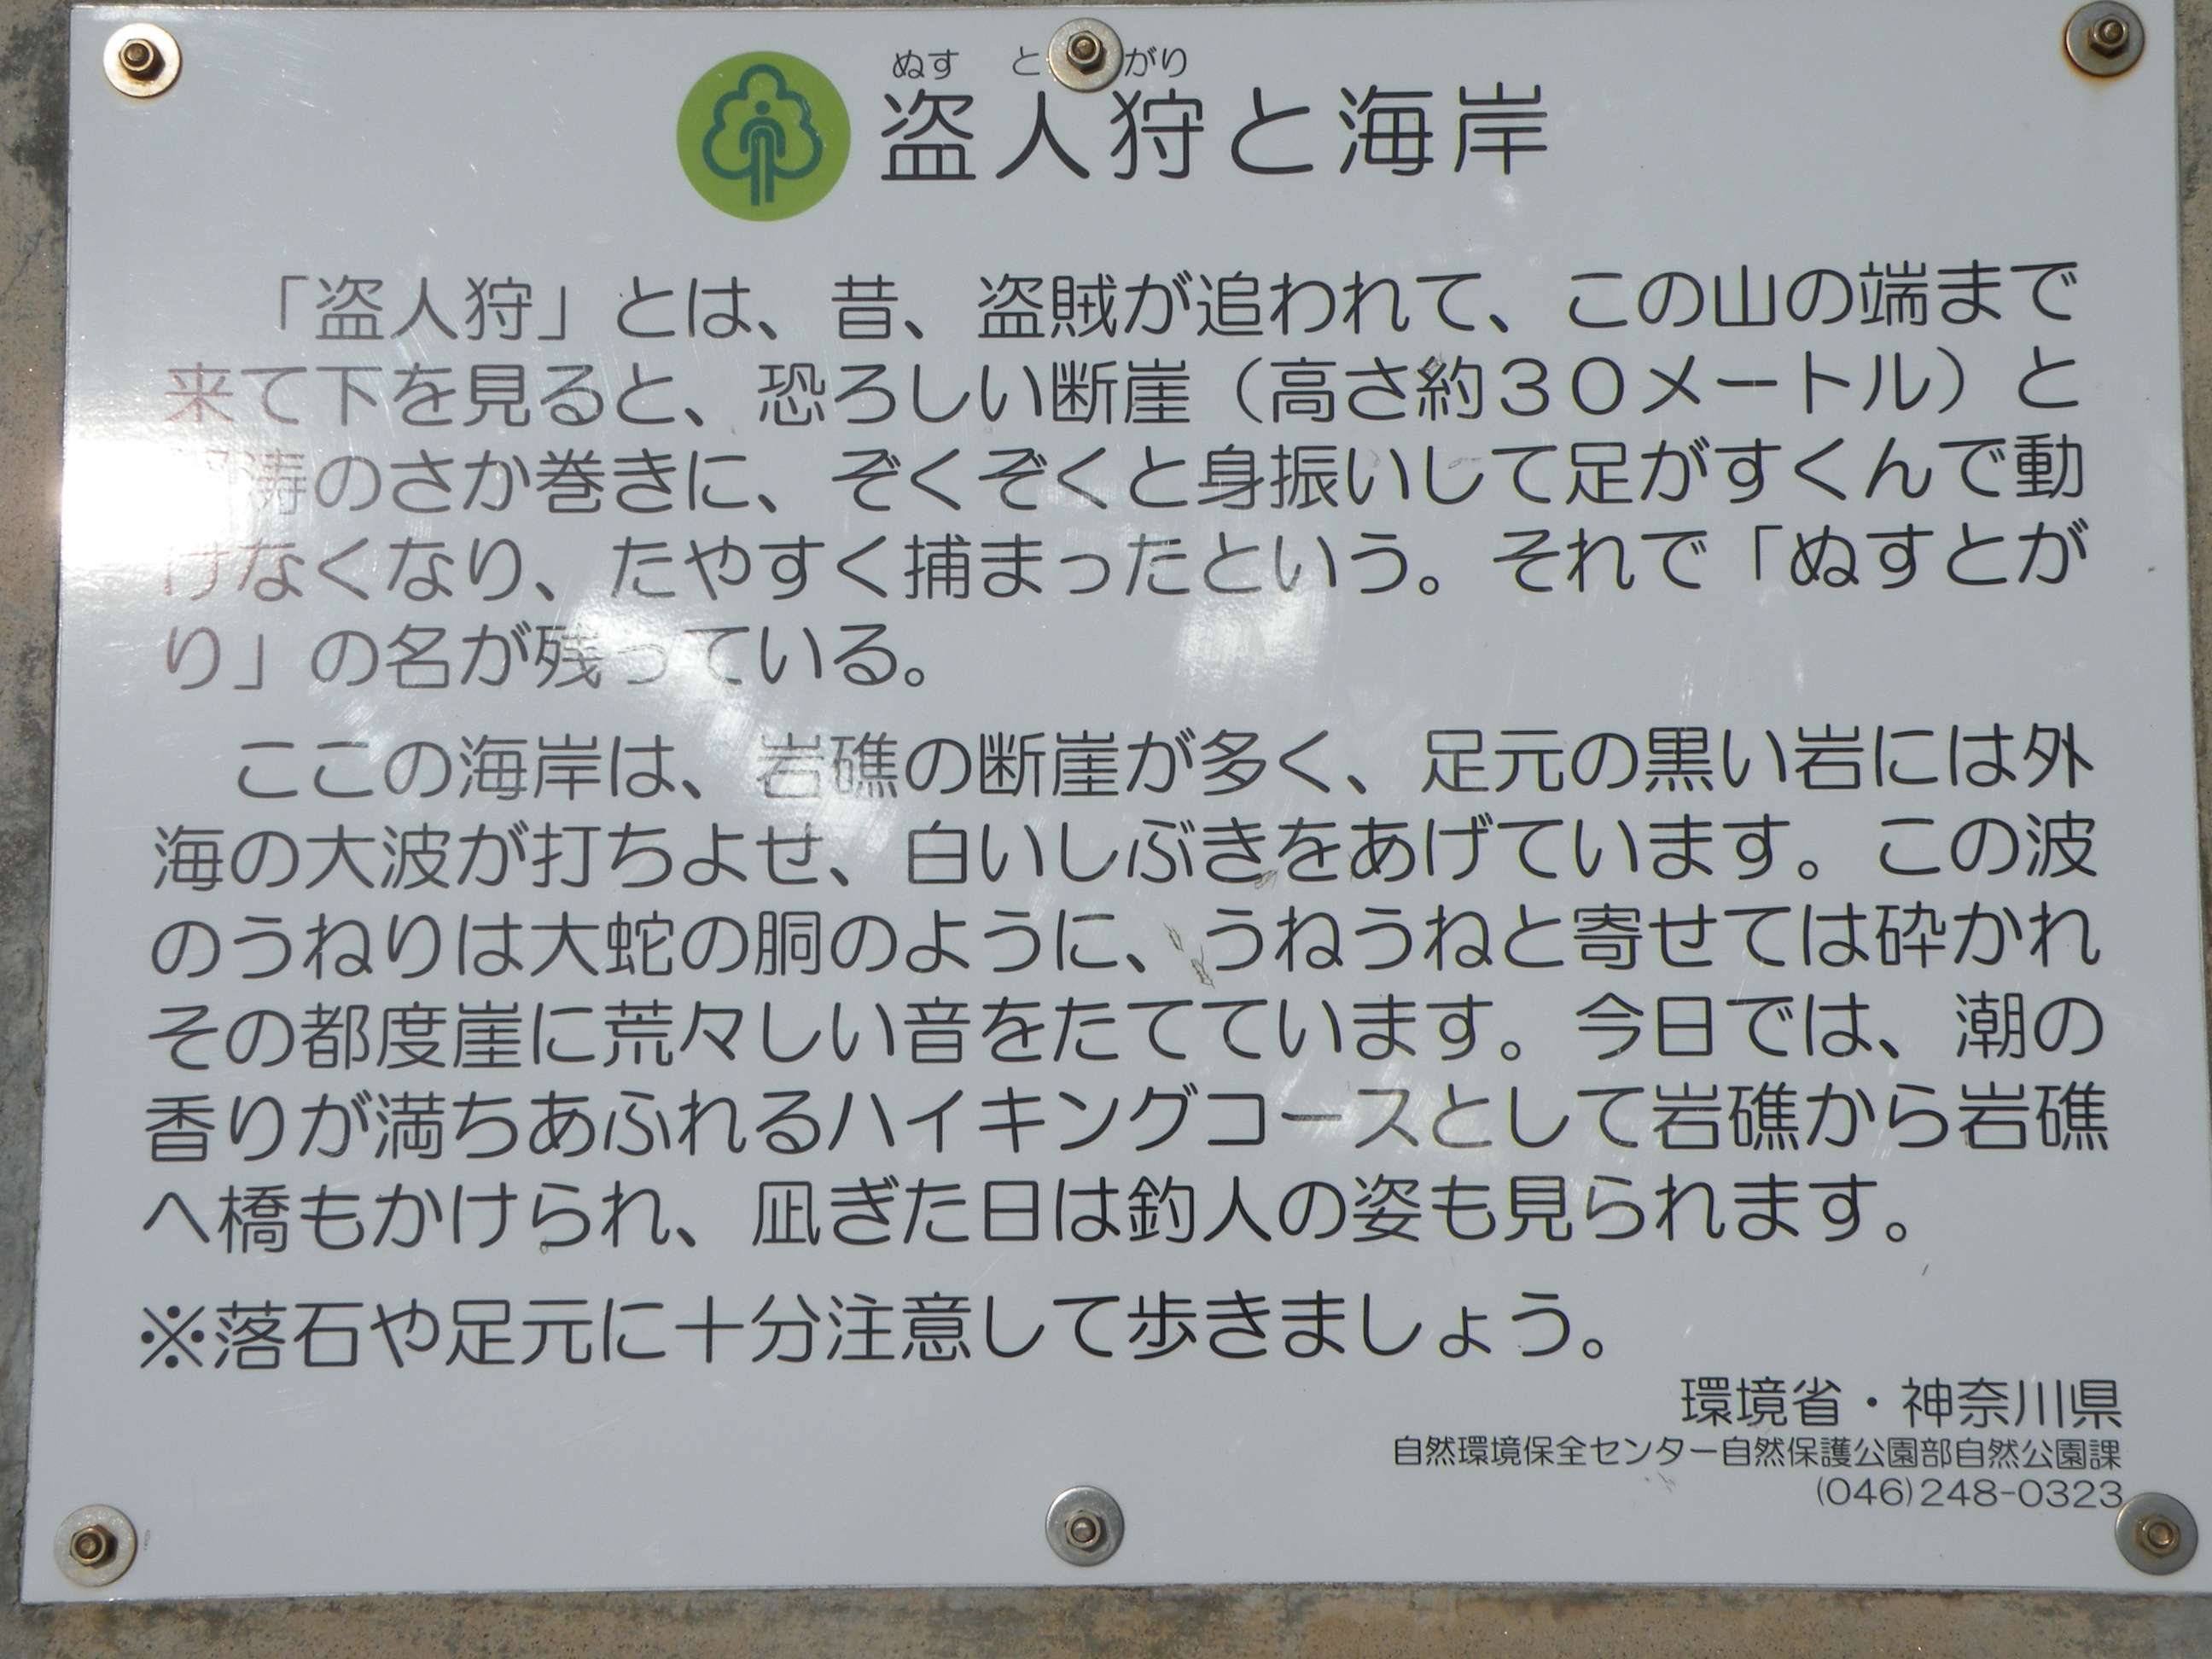 ぬす と がり
盗人狩と海岸
「盗人狩」とは、昔、盗賊が追われて、この山の端まで
来て下を見ると、恐ろしい断崖（高さ約３０メートル）と
濤のさか巻きに、ぞくぞくと身振いして足がすくんで動
けなくなり、たやすく捕まったという。それで「ぬすとが
り」の名が残っている。
ここの海岸は、岩礁の断崖が多く、足元の黒い岩には外
海の大波が打ちよせ、白いしぶきをあげています。この波
のうねりは大蛇の胴のように、うねうねと寄せては砕かれ
その都度崖に荒々しい音をたてています。今日では、潮の
香りが満ちあふれるハイキングコースとして岩礁から岩礁
へ橋もかけられ、凪ぎた日は釣人の姿も見られます。
※落石や足元に十分注意して歩きましょう。
環境省・神奈川県
自然環境保全センター自然保護公園部自然公園課
(046)248-0323